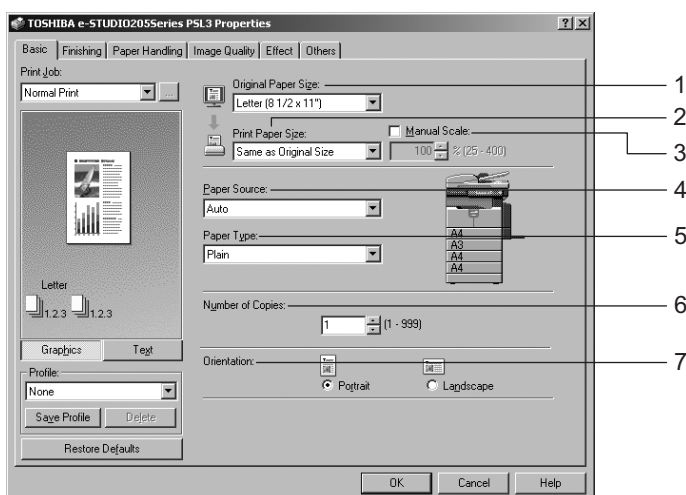 TOSHIBA e-STUDIO205Series PSL3 Properties
Basic Finishing Paper Handling Image Quality Effect Others
Print Job:
Normal Print
...
Letter
1.2.3 1.2.3
Graphics Text
Profile:
None
Save Profile Delete
Restore Defaults
Original Paper Size: 1
Letter (8 1/2 x 11")
2
Print Paper Size: Manual Scale:
Same as Original Size 100 % (25 - 400) 3
Paper Source: 4
Auto
Paper Type: 5
Plain
A4
A3
A4
A4
Number of Copies: 6
1 (1 - 999)
Orientation: 7
Portrait Landscape
OK Cancel Help